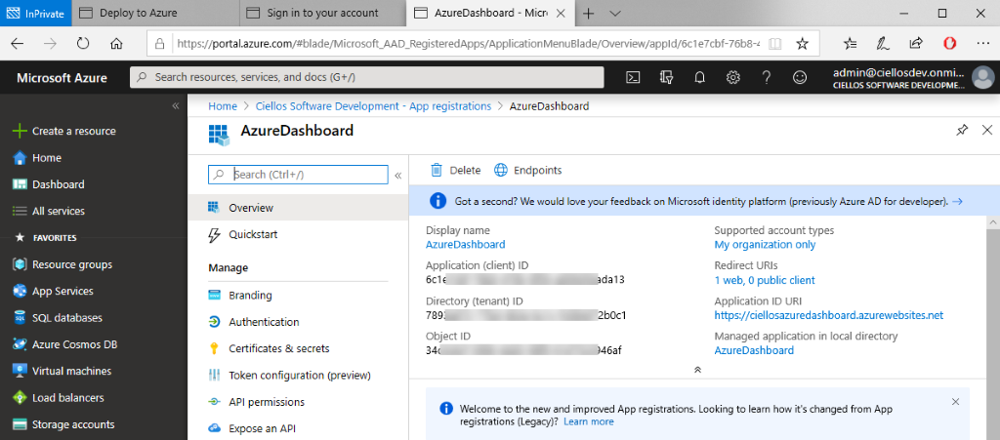 InPrivate
Deploy to Azure
Sign in to your account
AzureDashboard - Micr
https://portal.azure.com/#blade/Microsoft_AAD_RegisteredApps/ApplicationMenuBlade/Overview/appId/6c1e7cbf-76b8-4
Microsoft Azure
Search resources, services, and docs (G+/)
admin@ciellosdev.onmi...
CIELLOS SOFTWARE DEVELOPME...
Create a resource
Home
Dashboard
All services
FAVORITES
Resource groups
App Services
SQL databases
Azure Cosmos DB
Virtual machines
Load balancers
Storage accounts
Home > Ciellos Software Development - App registrations > AzureDashboard
AzureDashboard
Search (Ctrl+/)
Overview
Quickstart
Manage
Branding
Authentication
Certificates & secrets
Token configuration (preview)
API permissions
Expose an API
Delete
Endpoints
Got a second? We would love your feedback on Microsoft identity platform (previously Azure AD for developer). →
Display name
AzureDashboard
Application (client) ID
6c1e ada13
Directory (tenant) ID
789 2b0c1
Object ID
34 946af
Supported account types
My organization only
Redirect URIs
1 web, 0 public client
Application ID URI
https://ciellosazuredashboard.azurewebsites.net
Managed application in local directory
AzureDashboard
Welcome to the new and improved App registrations. Looking to learn how it's changed from App
registrations (Legacy)? Learn more